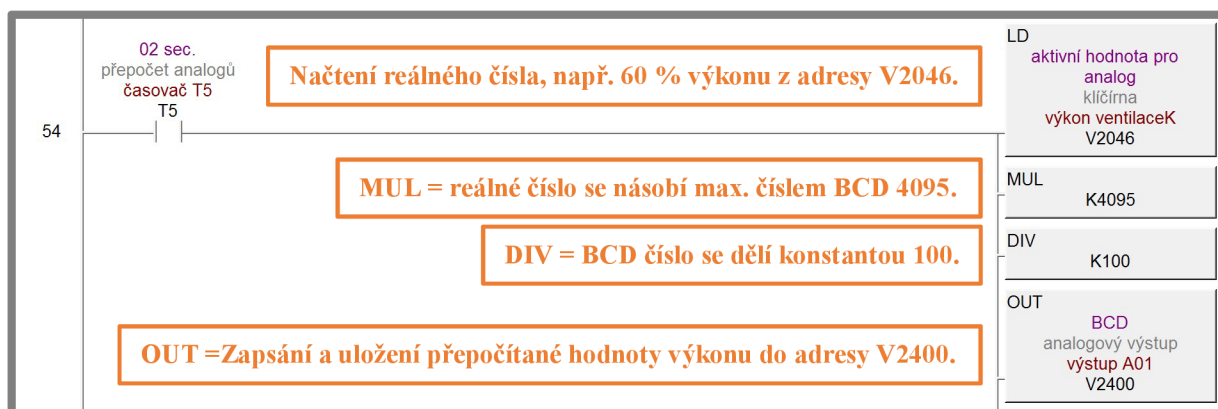 02 sec.
přepočet analogů
časovač T5
T5
54
Načtení reálného čísla, např. 60 % výkonu z adresy V2046.
LD
aktivní hodnota pro
analog
klíčírna
výkon ventilaceK
V2046
MUL = reálné číslo se násobí max. číslem BCD 4095.
MUL
K4095
DIV = BCD číslo se dělí konstantou 100.
DIV
K100
OUT =Zapsání a uložení přepočítané hodnoty výkonu do adresy V2400.
OUT
BCD
analogový výstup
výstup A01
V2400